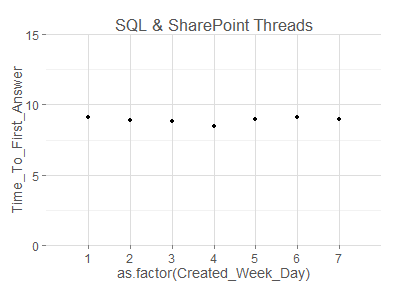 SQL & SharePoint Threads
15
10
5
0
Time_To_First_Answer
1 2 3 4 5 6 7
as.factor(Created_Week_Day)